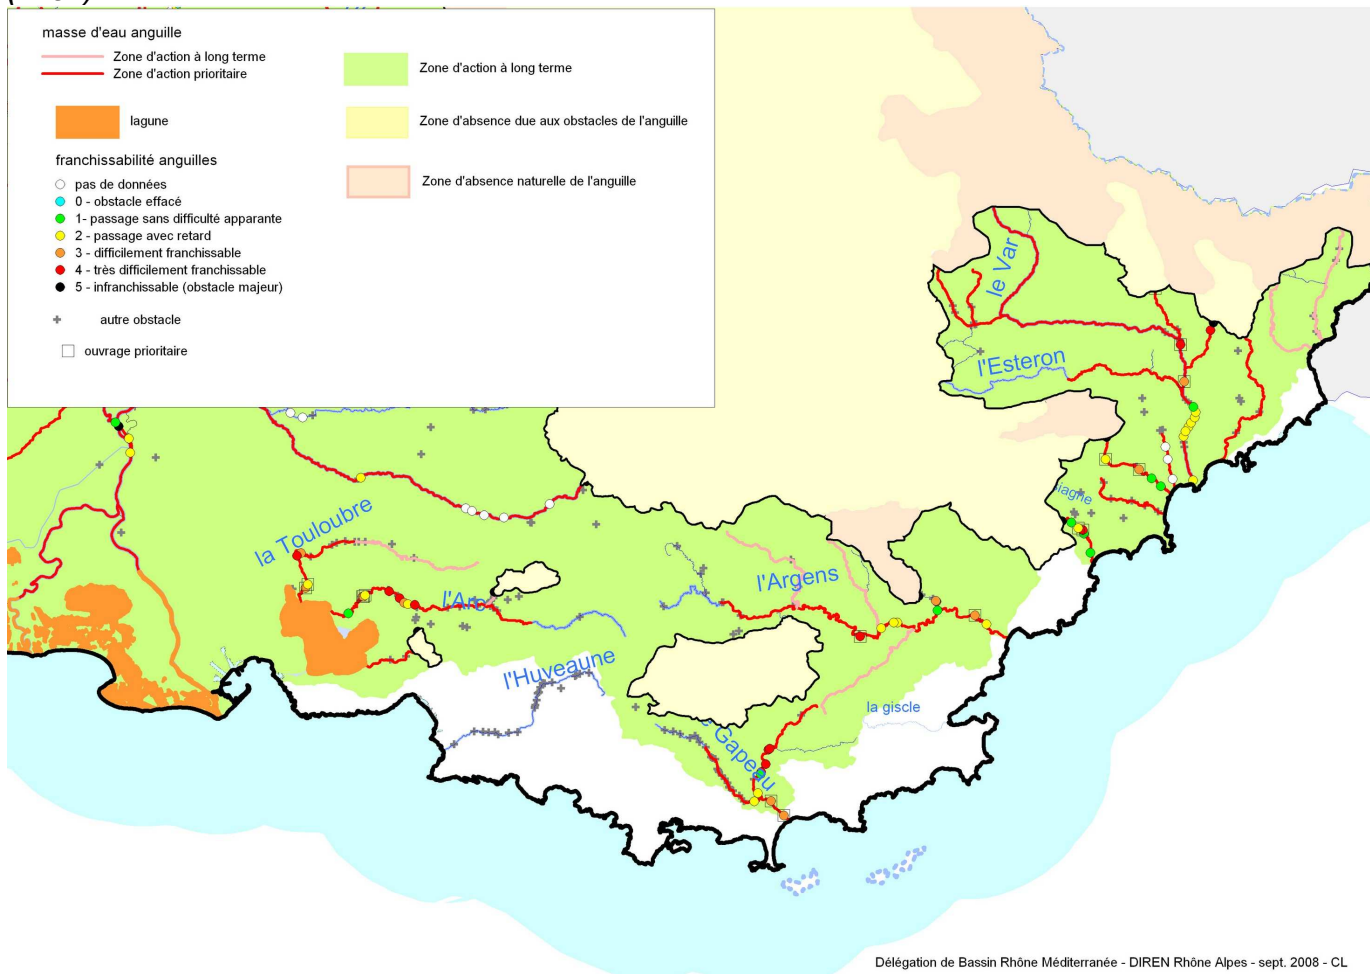 masse d'eau anguille
Zone d'action à long terme
Zone d'action prioritaire
lagune
franchissabilité anguilles
pas de données
0 - obstacle effacé
1- passage sans difficulté apparante
2 - passage avec retard
3 - difficilement franchissable
4 - très difficilement franchissable
5 - infranchissable (obstacle majeur)
autre obstacle
ouvrage prioritaire
Zone d'action à long terme
Zone d'absence due aux obstacles de l'anguille
Zone d'absence naturelle de l'anguille
le Var
l'Esteron
iagne
la Touloubre
l'Arc
l'Argens
l'Huveaune
la giscle
Gapeau
Délégation de Bassin Rhône Méditerranée - DIREN Rhône Alpes - sept. 2008 - CL